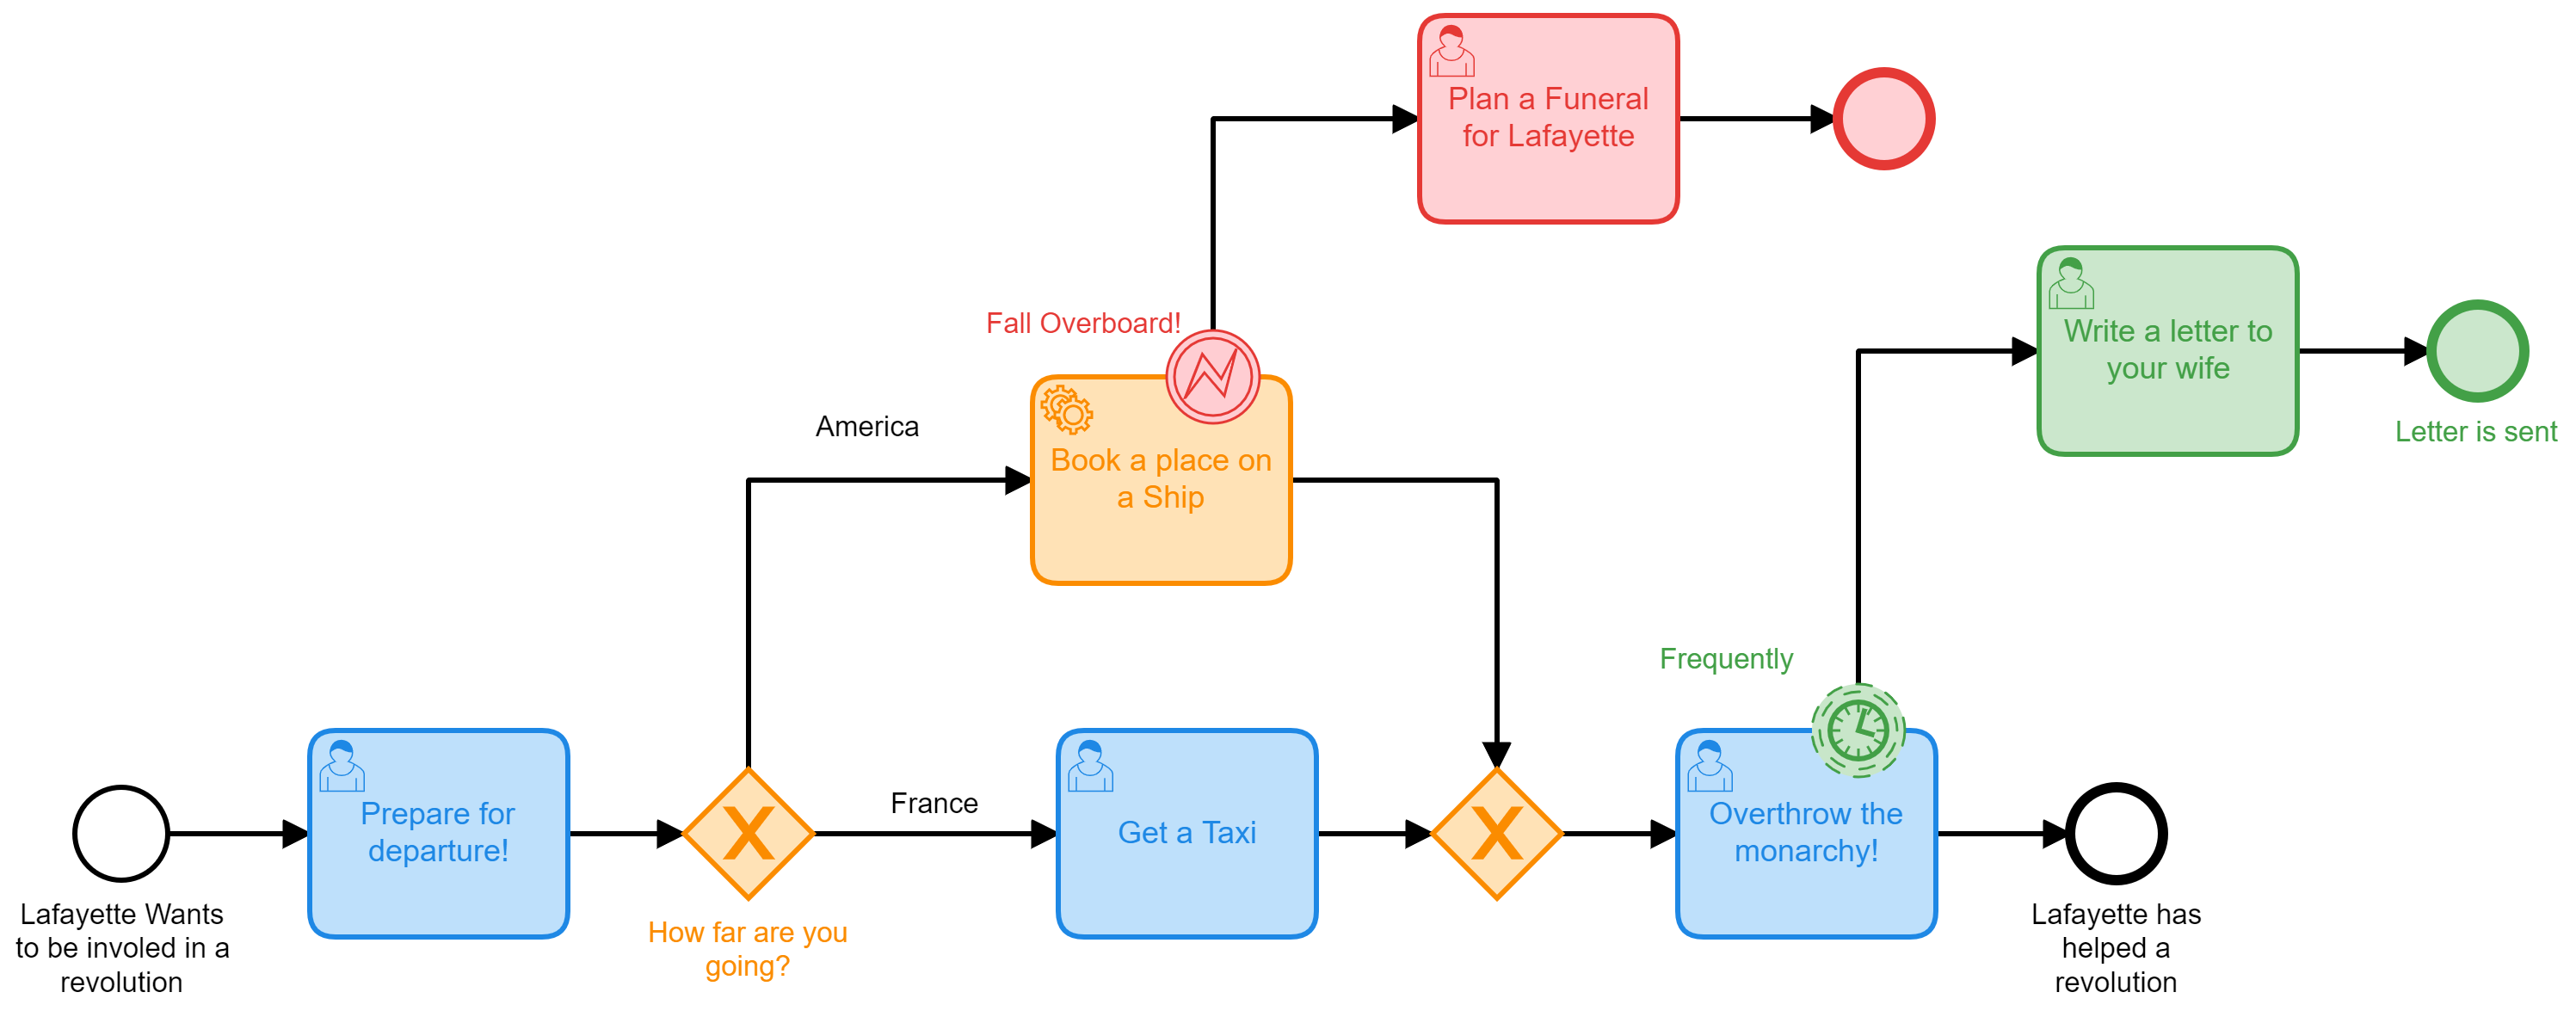 Plan a Funeral
for Lafayette
Fall Overboard!
Write a letter to
your wife
Letter is sent
America
Book a place on
a Ship
Frequently
France
Prepare for
departure!
Get a Taxi
Overthrow the
monarchy!
Lafayette Wants
to be involed in a
revolution
How far are you
going?
Lafayette has
helped a
revolution